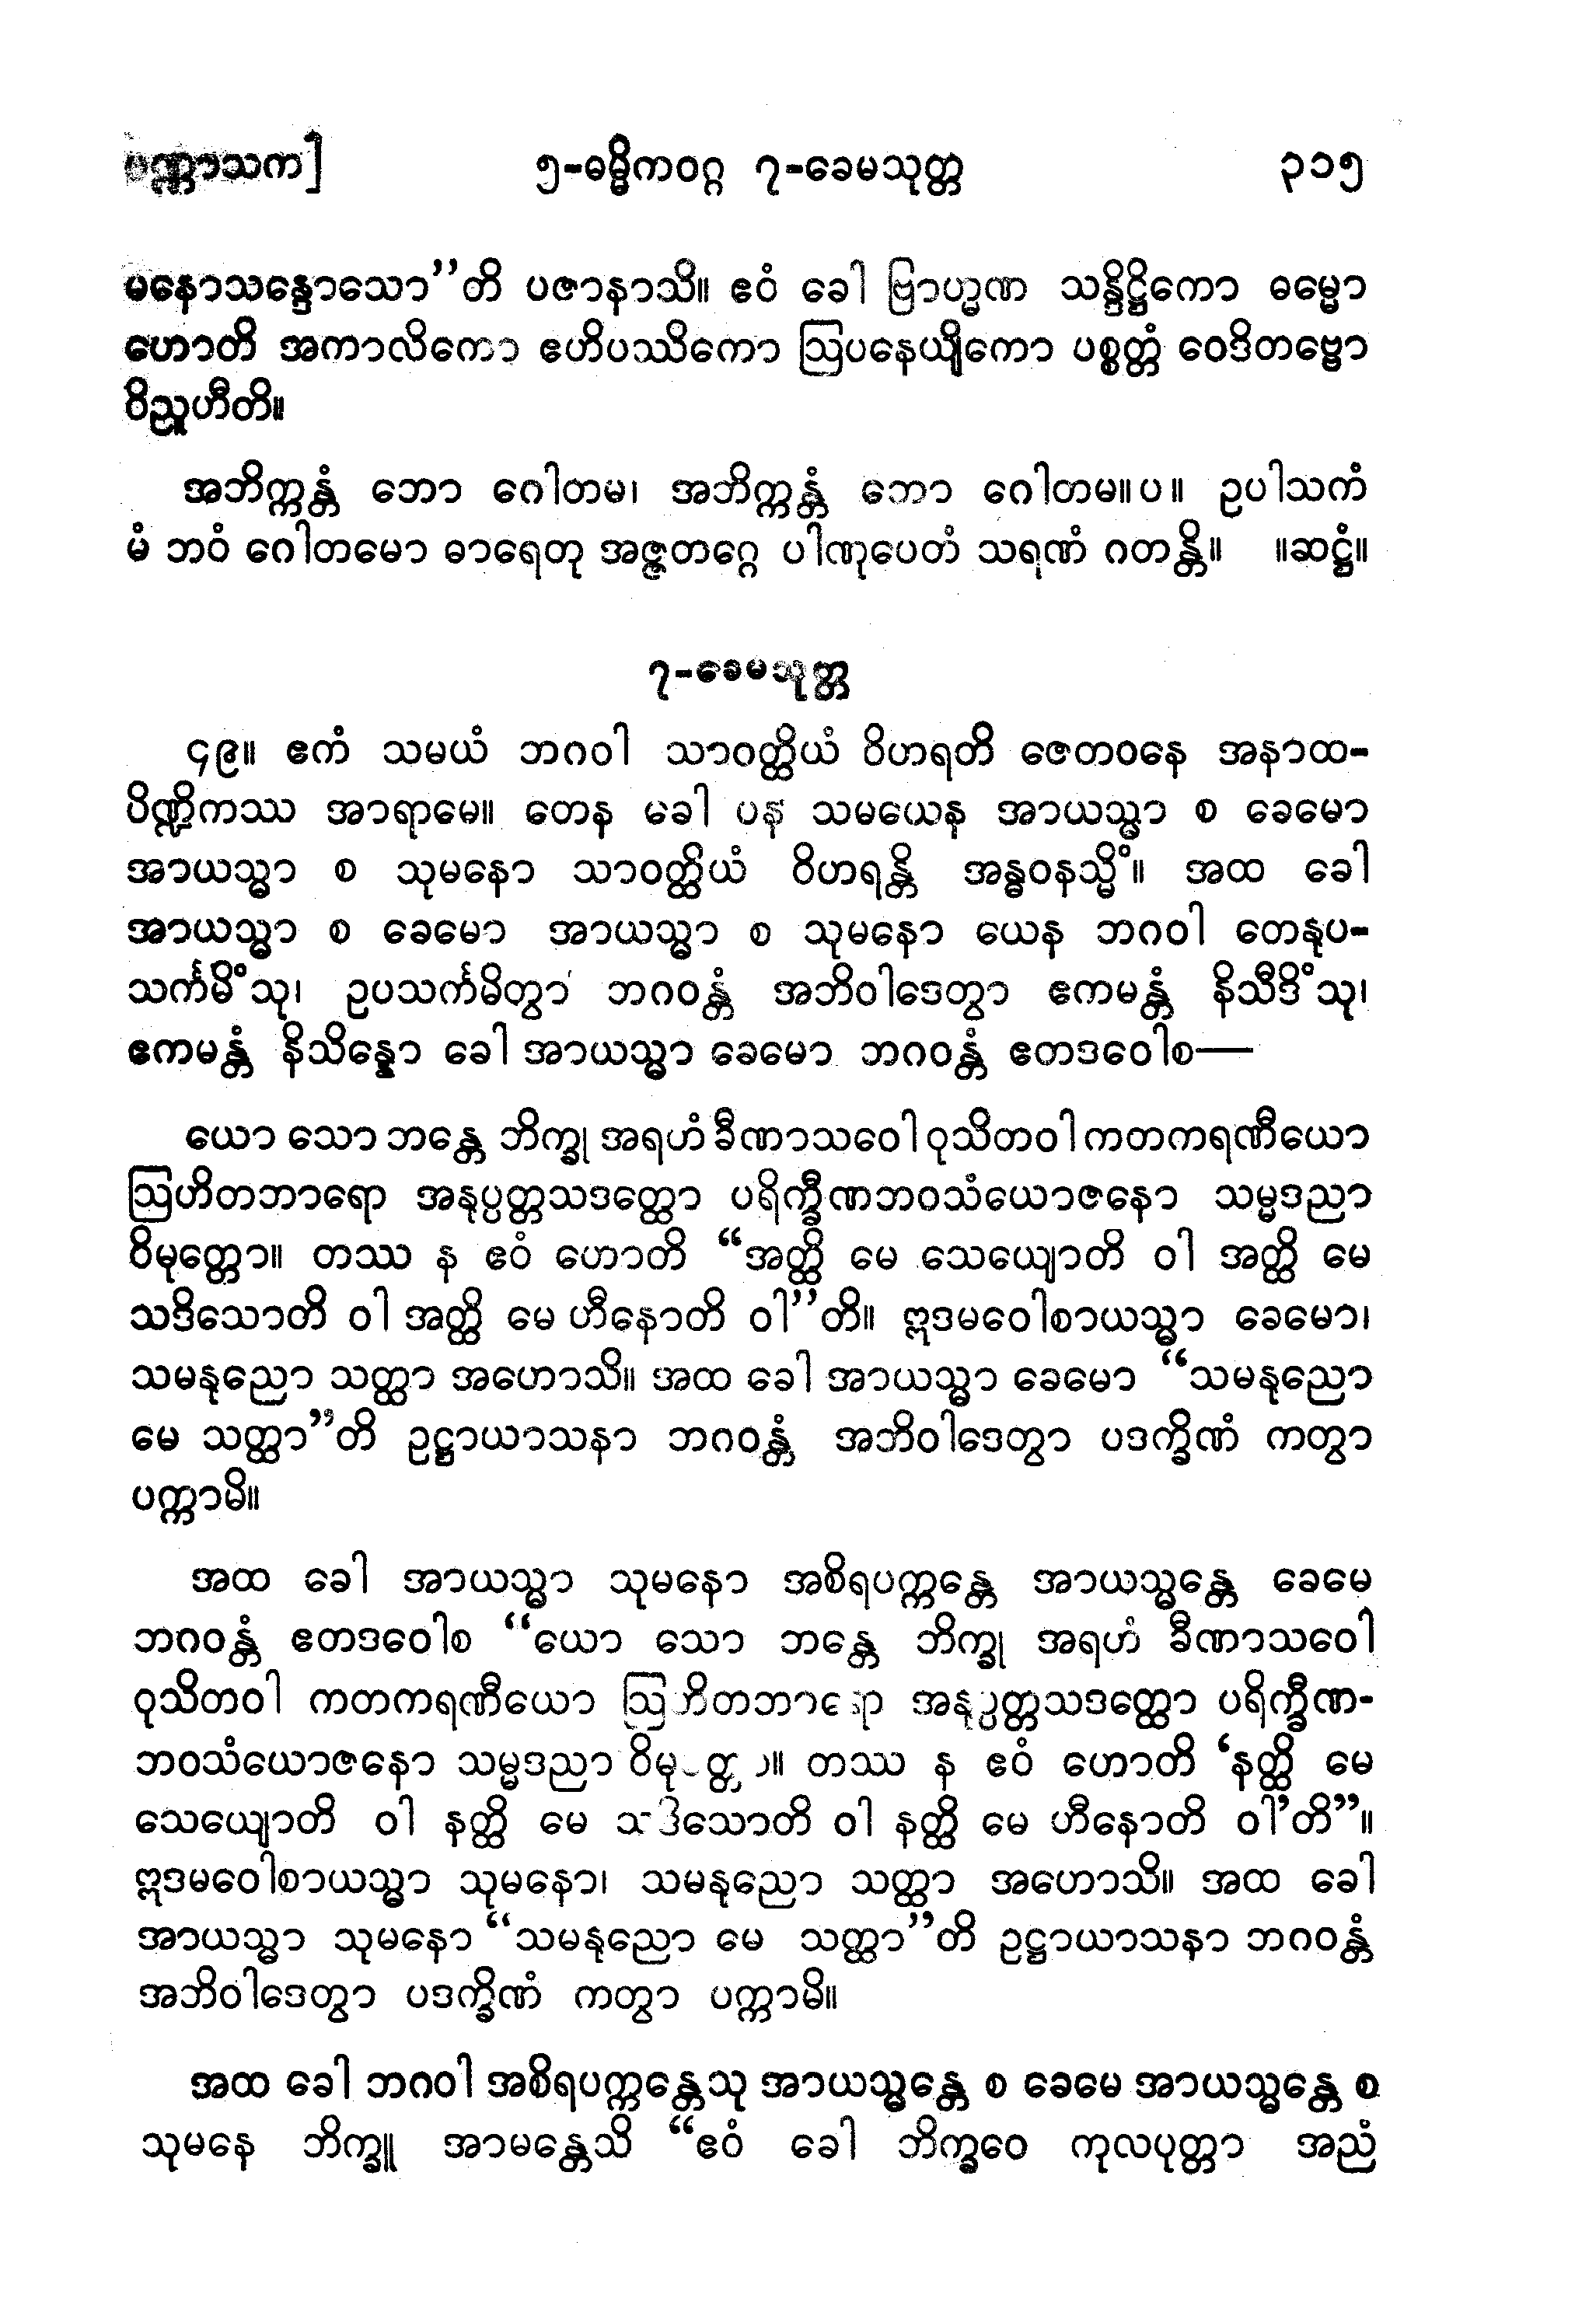 ပဏ္ဏာသက]    ၅-ဓမ္မိကဝဂ္ဂ ၇-ခေမသုတ္တ    ၃၁၅
မနောသန္ဒောသော”တိ ပဇာနာသိ။ ဧဝံ ခေါ ဗြာဟ္မဏ သန္ဒိဋ္ဌိကော ဓမ္မော
ဟောတိ အကာလိကော ဧဟိပဿိကော ဩပနေယျိကော ပစ္စတ္တံ ဝေဒိတဗ္ဗော
ဝိညူဟီတိ။
အဘိက္ကန္တံ ဘော ဂေါတမ၊ အဘိက္ကန္တံ ဘော ဂေါတမ။ပ။ ဥပါသကံ
မံ ဘဝံ ဂေါတမော ဓာရေတု အဇ္ဇတဂ္ဂေ ပါဏုပေတံ သရဏံ ဂတန္တိ။ ။ဆဋ္ဌံ။
၇-ခေမသုတ္တ
၄၉။ ဧကံ သမယံ ဘဂဝါ သာဝတ္ထိယံ ဝိဟရတိ ဇေတဝနေ အနာထ-
ပိဏ္ဍိကဿ အာရာမေ။ တေန ခေါ ပန သမယေန အာယသ္မာ စ ခေမော
အာယသ္မာ စ သုမနော သာဝတ္ထိယံ ဝိဟရန္တိ အန္ဓဝနသ္မိံ။ အထ ခေါ
အာယသ္မာ စ ခေမော အာယသ္မာ စ သုမနော ယေန ဘဂဝါ တေနုပ-
သင်္ကမိံသု၊ ဥပသင်္ကမိတွာ ဘဂဝန္တံ အဘိဝါဒေတွာ ဧကမန္တံ နိသီဒိံသု၊
ဧကမန္တံ နိသိန္နော ခေါ အာယသ္မာ ခေမော ဘဂဝန္တံ ဧတဒဝေါစ—
ယော သော ဘန္တေ ဘိက္ခု အရဟံ ခီဏာသဝေါ ဝုသိတဝါ ကတကရဏီယော
ဩဟိတဘာရော အနုပ္ပတ္တသဒတ္ထော ပရိက္ခီဏဘဝသံယောဇနော သမ္မဒညာ
ဝိမုတ္တော။ တဿ န ဧဝံ ဟောတိ “အတ္ထိ မေ သေယျောတိ ဝါ အတ္ထိ မေ
သဒိသောတိ ဝါ အတ္ထိ မေ ဟီနောတိ ဝါ”တိ။ ဣဒမဝေါစာယသ္မာ ခေမော၊
သမနုညော သတ္ထာ အဟောသိ။ အထ ခေါ အာယသ္မာ ခေမော “သမနုညော
မေ သတ္ထာ”တိ ဥဋ္ဌာယာသနာ ဘဂဝန္တံ အဘိဝါဒေတွာ ပဒက္ခိဏံ ကတွာ
ပက္ကာမိ။
အထ ခေါ အာယသ္မာ သုမနော အစိရပက္ကန္တေ အာယသ္မန္တေ ခေမေ
ဘဂဝန္တံ ဧတဒဝေါစ “ယော သော ဘန္တေ ဘိက္ခု အရဟံ ခီဏာသဝေါ
ဝုသိတဝါ ကတကရဏီယော ဩဟိတဘာရော အနုပ္ပတ္တသဒတ္ထော ပရိက္ခီဏ-
ဘဝသံယောဇနော သမ္မဒညာ ဝိမုတ္တော။ တဿ န ဧဝံ ဟောတိ ‘နတ္ထိ မေ
သေယျောတိ ဝါ နတ္ထိ မေ သဒိသောတိ ဝါ နတ္ထိ မေ ဟီနောတိ ဝါ’တိ”။
ဣဒမဝေါစာယသ္မာ သုမနော၊ သမနုညော သတ္ထာ အဟောသိ။ အထ ခေါ
အာယသ္မာ သုမနော “သမနုညော မေ သတ္ထာ”တိ ဥဋ္ဌာယာသနာ ဘဂဝန္တံ
အဘိဝါဒေတွာ ပဒက္ခိဏံ ကတွာ ပက္ကာမိ။
အထ ခေါ ဘဂဝါ အစိရပက္ကန္တေသု အာယသ္မန္တေ စ ခေမေ အာယသ္မန္တေ စ
သုမနေ ဘိက္ခူ အာမန္တေသိ “ဧဝံ ခေါ ဘိက္ခဝေ ကုလပုတ္တာ အညံ